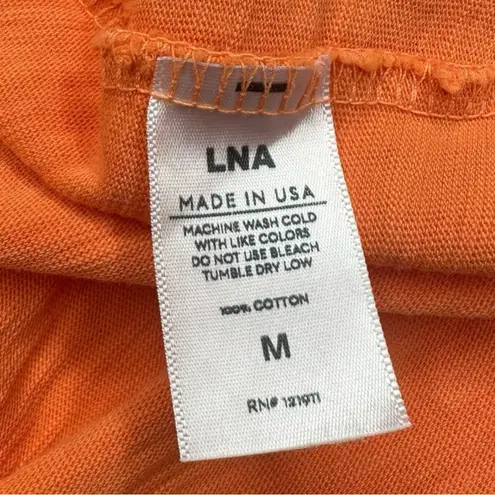 LNA
MADE IN USA
MACHINE WASH COLD
WITH LIKE COLORS
DO NOT USE BLEACH
TUMBLE DRY LOW
100% COTTON
M
RN# 121911